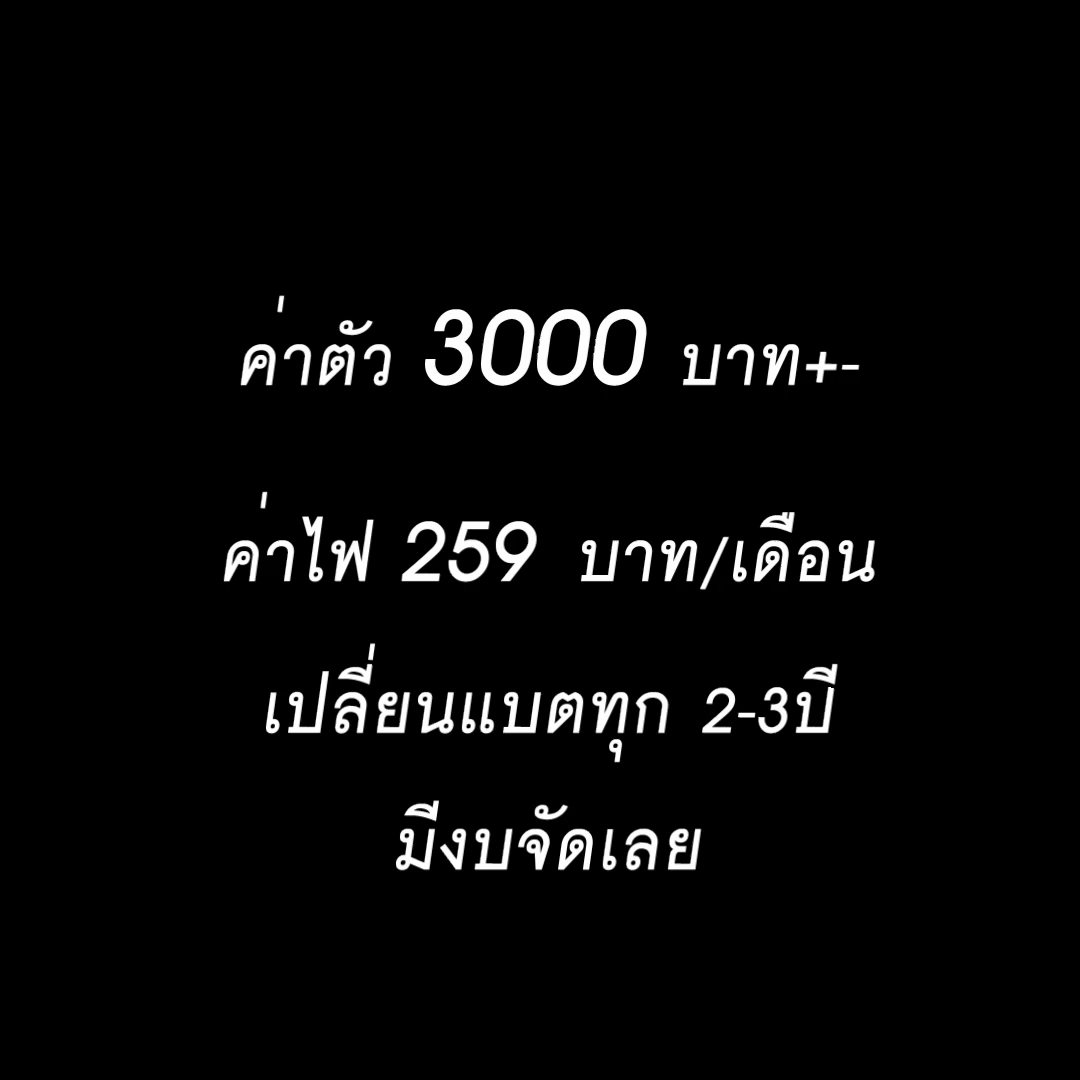 ค่าตัว 3000 บาท+-
ค่าไฟ 259 บาท/เดือน
เปลี่ยนแบตทุก 2-3ปี
มีงบจัดเลย